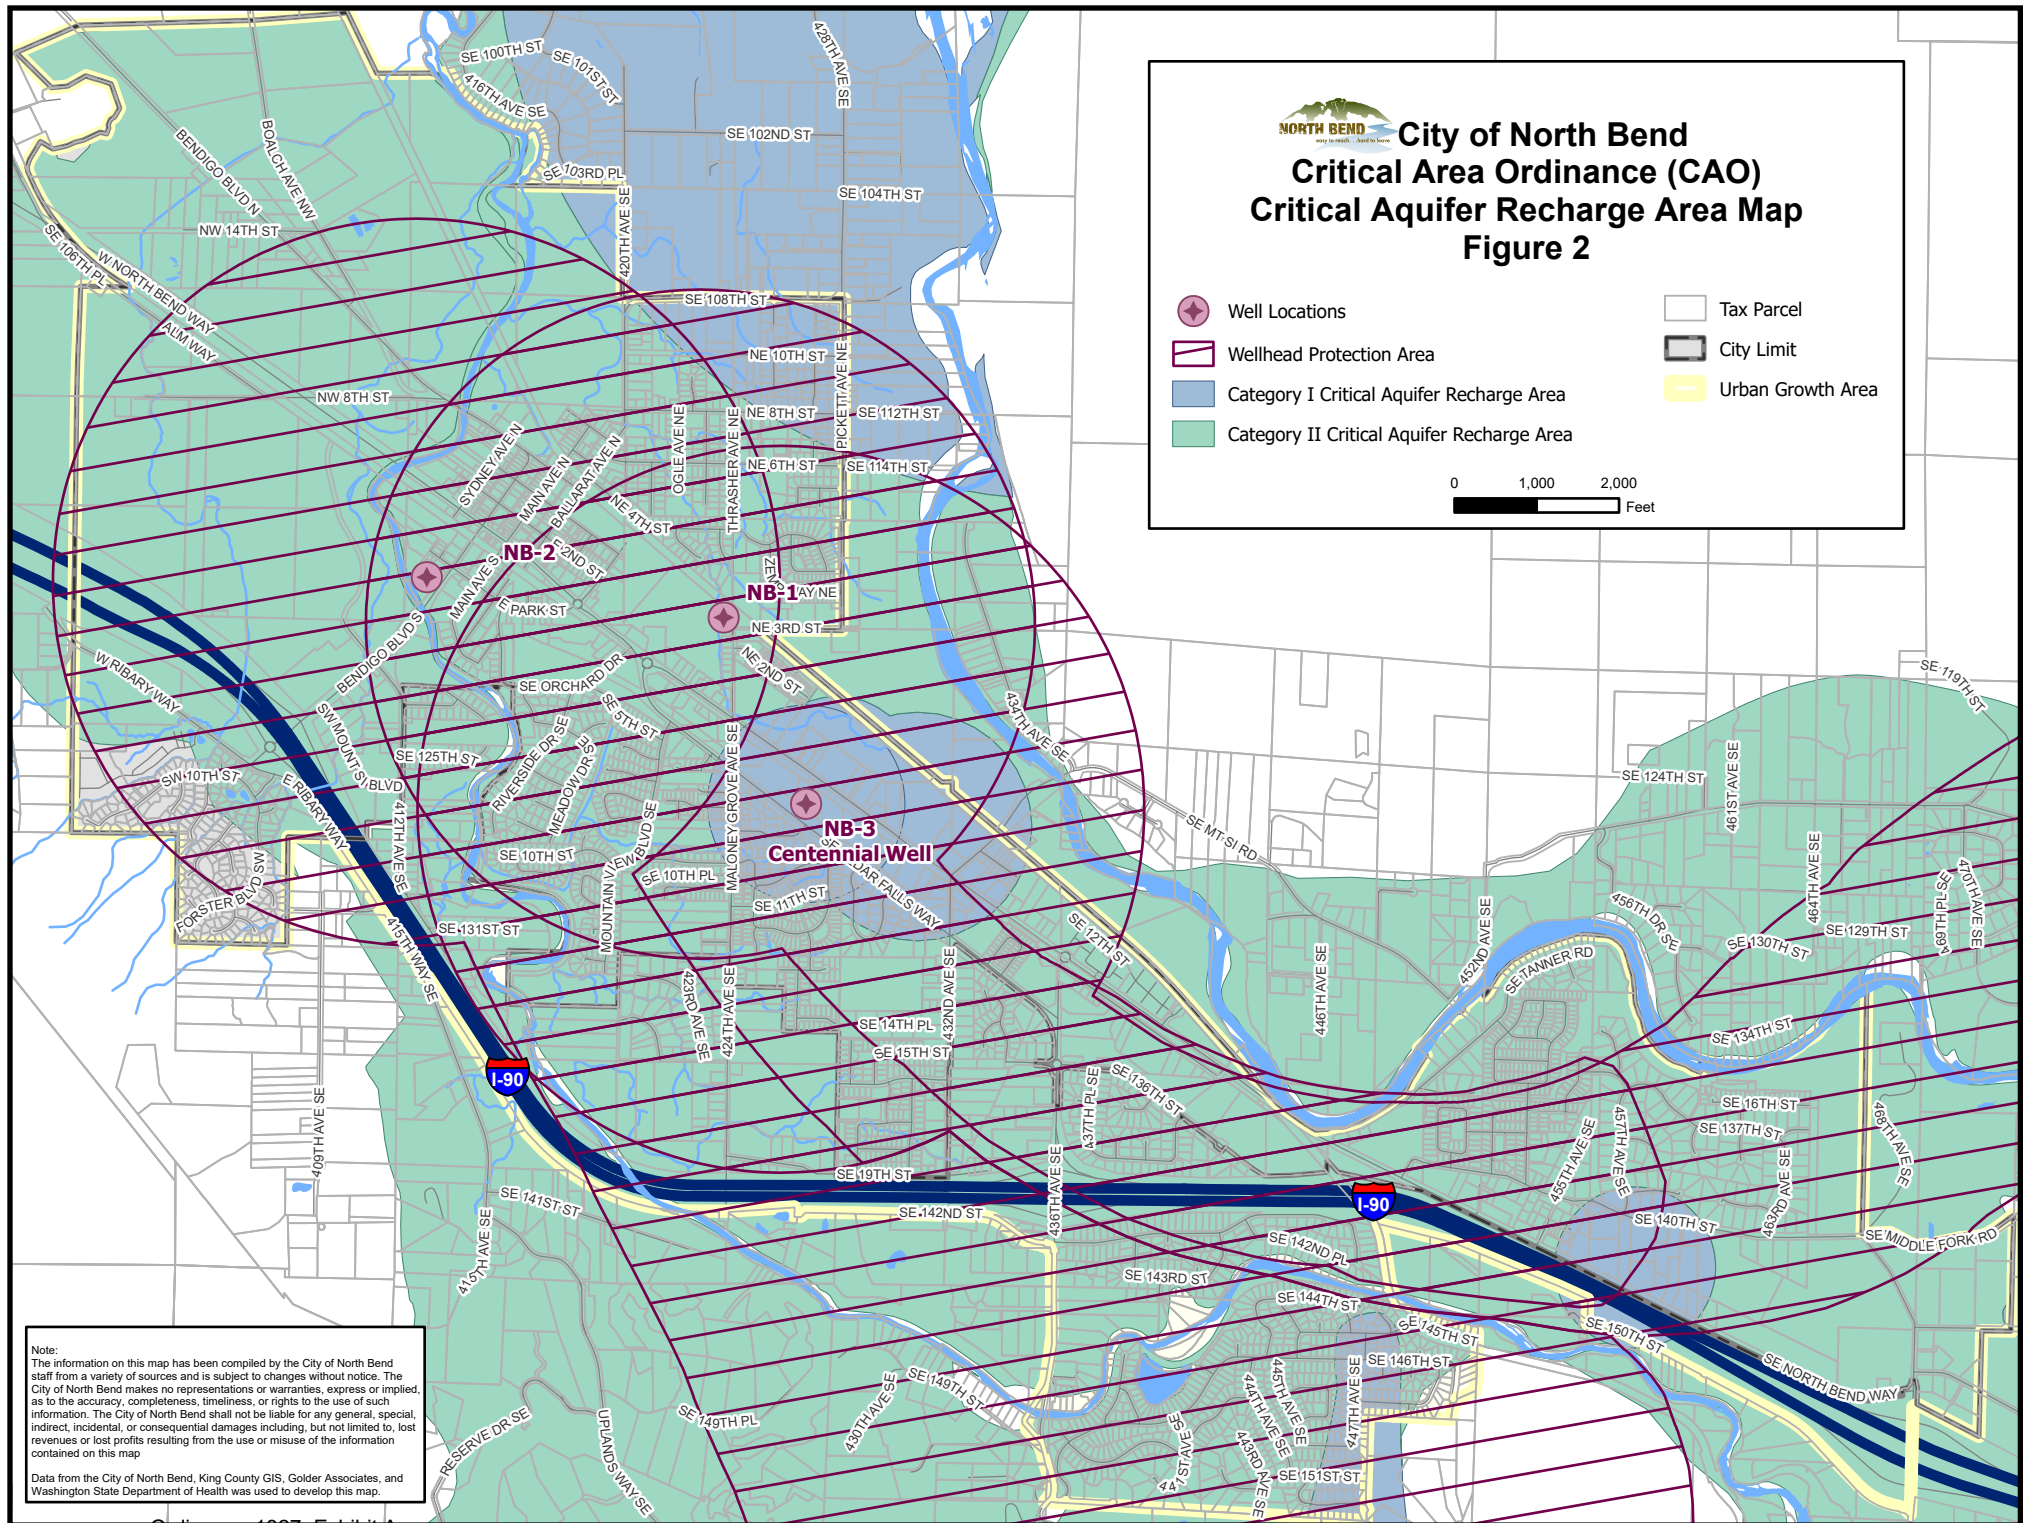 NORTH BEND
easy to reach. . .hard to leave
City of North Bend
Critical Area Ordinance (CAO)
Critical Aquifer Recharge Area Map
Figure 2
Well Locations
Wellhead Protection Area
Category I Critical Aquifer Recharge Area
Category II Critical Aquifer Recharge Area
Tax Parcel
City Limit
Urban Growth Area
0 1,000 2,000
Feet
SE 100TH ST
SE 101ST ST
416TH AVE SE
428TH AVE SE
SE 102ND ST
SE 103RD PL
SE 104TH ST
BENDIGO BLVD N
BOALCH AVE NW
NW 14TH ST
SE 106TH PL
W NORTH BEND WAY
ALM WAY
420TH AVE SE
SE 108TH ST
NE 10TH ST
PICKETT AVE NE
NW 8TH ST
NE 8TH ST
SE 112TH ST
OGLE AVE NE
THRASHER AVE NE
SYDNEY AVE N
MAIN AVE N
BALLARAT AVE N
NE 6TH ST
SE 114TH ST
NE 4TH ST
NB-2
E 2ND ST
MAIN AVE S
E PARK ST
NB-1
NE 3RD ST
NE 2ND ST
BENDIGO BLVD S
W RIBARY WAY
SE ORCHARD DR
SE 5TH ST
SW MOUNT SI BLVD
SE 125TH ST
RIVERSIDE DR SE
MEADOW DR SE
MALONEY GROVE AVE SE
434TH AVE SE
SE 119TH ST
SW 10TH ST
E RIBARY WAY
412TH AVE SE
SE 124TH ST
461ST AVE SE
NB-3
Centennial Well
SE MT SI RD
SE 10TH ST
MOUNTAIN VIEW BLVD SE
SE 10TH PL
SE 11TH ST
FORSTER BLVD SW
SE 131ST ST
415TH WAY SE
SE 12TH ST
464TH AVE SE
470TH AVE SE
469TH PL SE
456TH DR SE
SE 129TH ST
SE 130TH ST
452ND AVE SE
SE TANNER RD
446TH AVE SE
423RD AVE SE
424TH AVE SE
432ND AVE SE
SE 14TH PL
SE 15TH ST
SE 134TH ST
I-90
409TH AVE SE
437TH PL SE
SE 136TH ST
SE 16TH ST
SE 137TH ST
457TH AVE SE
455TH AVE SE
468TH AVE SE
463RD AVE SE
SE 19TH ST
436TH AVE SE
SE 141ST ST
SE 142ND ST
I-90
SE 140TH ST
SE MIDDLE FORK RD
SE 142ND PL
SE 143RD ST
SE 144TH ST
SE 145TH ST
SE 150TH ST
SE 146TH ST
SE NORTH BEND WAY
SE 149TH ST
SE 149TH PL
430TH AVE SE
445TH AVE SE
444TH AVE SE
447TH AVE SE
443RD AVE SE
441ST AVE SE
SE 151ST ST
RESERVE DR SE
UPLANDS WAY SE
Note:
The information on this map has been compiled by the City of North Bend
staff from a variety of sources and is subject to changes without notice. The
City of North Bend makes no representations or warranties, express or implied,
as to the accuracy, completeness, timeliness, or rights to the use of such
information. The City of North Bend shall not be liable for any general, special,
indirect, incidental, or consequential damages including, but not limited to, lost
revenues or lost profits resulting from the use or misuse of the information
contained on this map
Data from the City of North Bend, King County GIS, Golder Associates, and
Washington State Department of Health was used to develop this map.